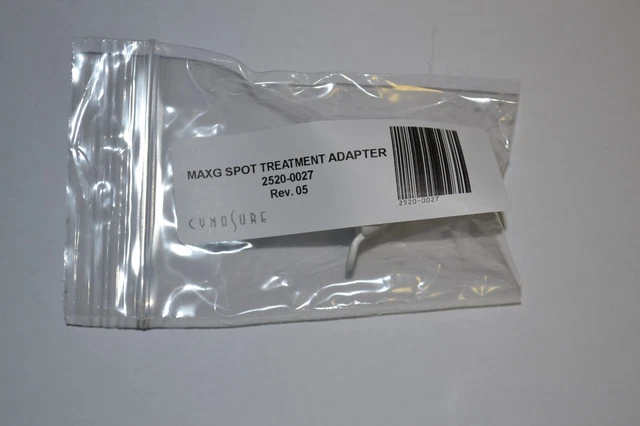 MAXG SPOT TREATMENT ADAPTER
2520-0027
Rev. 05
2520-0027
CYNOSURE